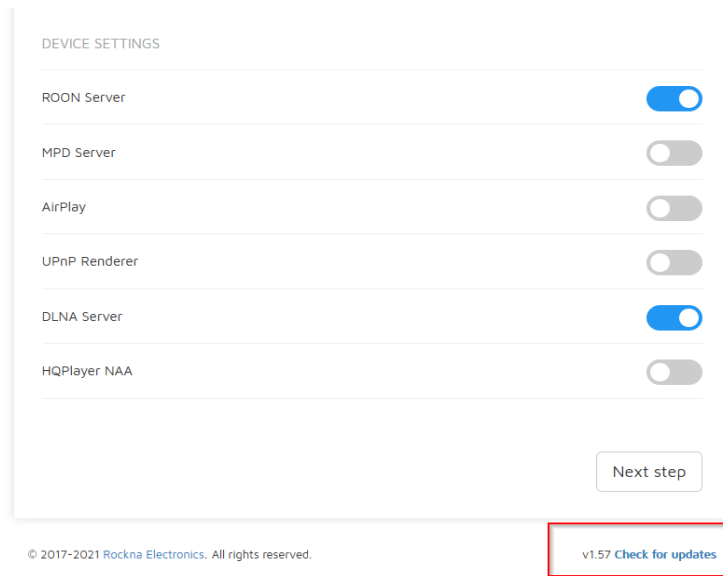 DEVICE SETTINGS
ROON Server
MPD Server
AirPlay
UPnP Renderer
DLNA Server
HQPlayer NAA
Next step
© 2017-2021 Rockna Electronics. All rights reserved.
v1.57 Check for updates